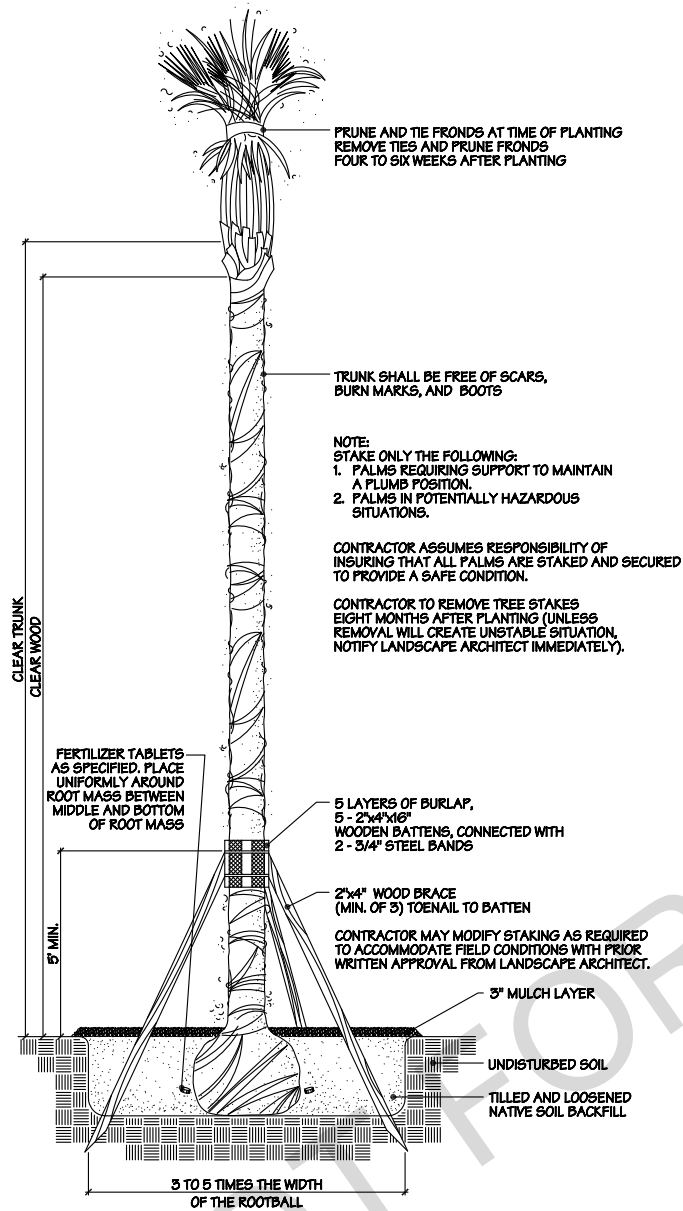 PRUNE AND TIE FRONDS AT TIME OF PLANTING
REMOVE TIES AND PRUNE FRONDS
FOUR TO SIX WEEKS AFTER PLANTING
TRUNK SHALL BE FREE OF SCARS,
BURN MARKS, AND BOOTS
NOTE:
STAKE ONLY THE FOLLOWING:
1. PALMS REQUIRING SUPPORT TO MAINTAIN
A PLUMB POSITION.
2. PALMS IN POTENTIALLY HAZARDOUS
SITUATIONS.
CONTRACTOR ASSUMES RESPONSIBILITY OF
INSURING THAT ALL PALMS ARE STAKED AND SECURED
TO PROVIDE A SAFE CONDITION.
CONTRACTOR TO REMOVE TREE STAKES
EIGHT MONTHS AFTER PLANTING (UNLESS
REMOVAL WILL CREATE UNSTABLE SITUATION,
NOTIFY LANDSCAPE ARCHITECT IMMEDIATELY).
CLEAR TRUNK
CLEAR WOOD
FERTILIZER TABLETS
AS SPECIFIED. PLACE
UNIFORMLY AROUND
ROOT MASS BETWEEN
MIDDLE AND BOTTOM
OF ROOT MASS
5 LAYERS OF BURLAP,
5 - 2"x4"x16"
WOODEN BATTENS, CONNECTED WITH
2 - 3/4" STEEL BANDS
5' MIN.
2"x4" WOOD BRACE
(MIN. OF 3) TOENAIL TO BATTEN
CONTRACTOR MAY MODIFY STAKING AS REQUIRED
TO ACCOMMODATE FIELD CONDITIONS WITH PRIOR
WRITTEN APPROVAL FROM LANDSCAPE ARCHITECT.
3" MULCH LAYER
UNDISTURBED SOIL
TILLED AND LOOSENED
NATIVE SOIL BACKFILL
3 TO 5 TIMES THE WIDTH
OF THE ROOTBALL